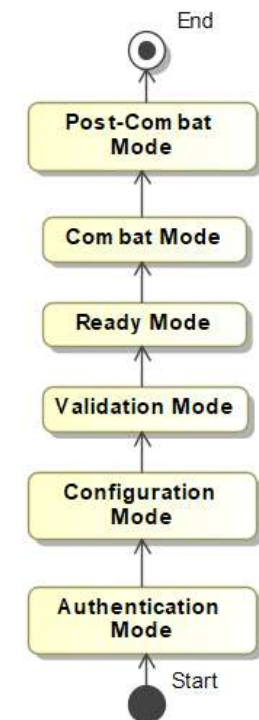 End
Post-Combat
Mode
Combat Mode
Ready Mode
Validation Mode
Configuration
Mode
Authentication
Mode
Start